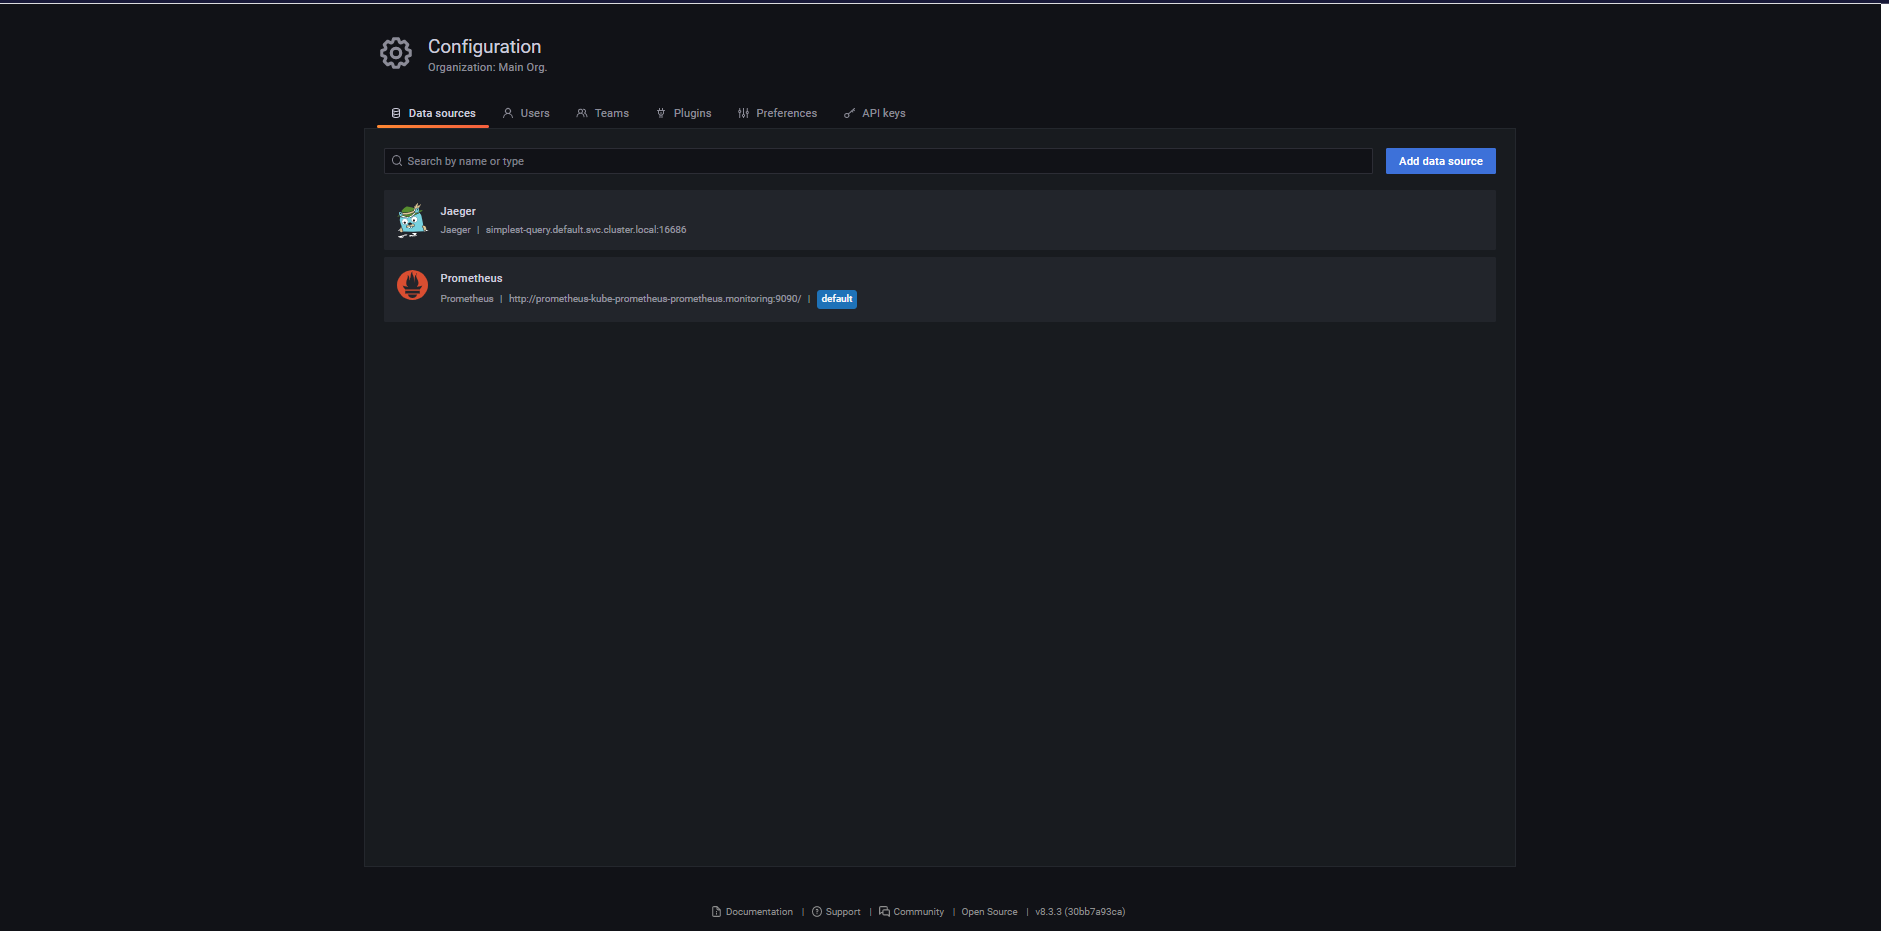 Configuration
Organization: Main Org.
Data sources Users Teams Plugins Preferences API keys
Search by name or type Add data source
Jaeger
Jaeger | simplest-query.default.svc.cluster.local:16686
Prometheus
Prometheus | http://prometheus-kube-prometheus-prometheus.monitoring:9090/ | default
Documentation | Support | Community | Open Source | v8.3.3 (30bb7a93ca)